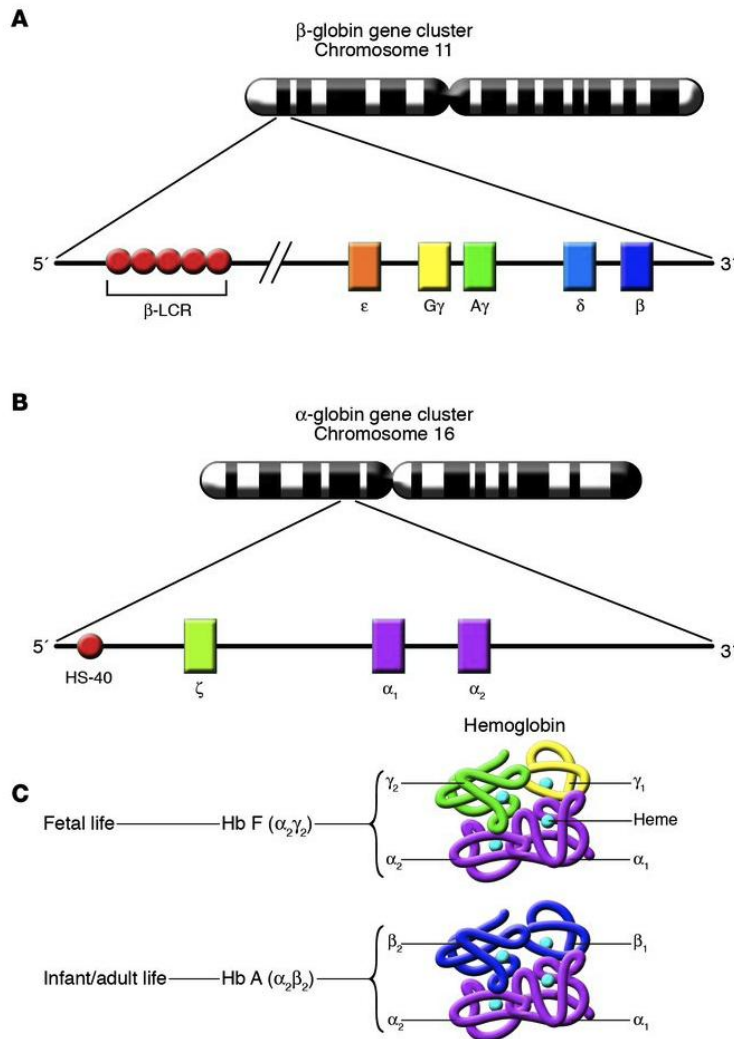 A
β-globin gene cluster
Chromosome 11
5´
3´
β-LCR
ε
Gγ
Aγ
δ
β
B
α-globin gene cluster
Chromosome 16
5´
3´
HS-40
ζ
α₁
α₂
Hemoglobin
C
γ₂
γ₁
Fetal life
Hb F (α₂γ₂)
Heme
α₂
α₁
β₂
β₁
Infant/adult life
Hb A (α₂β₂)
α₂
α₁